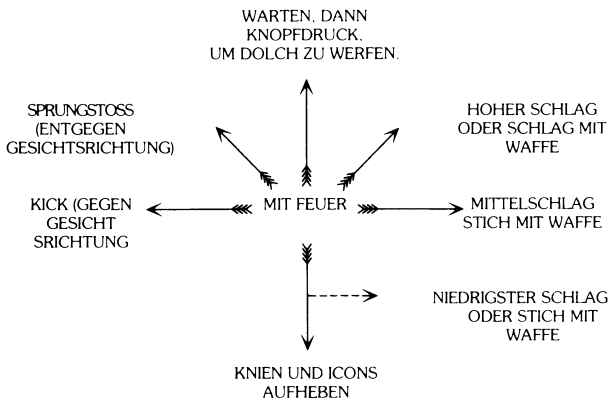 WARTEN, DANN
KNOPFDRUCK,
UM DOLCH ZU WERFEN.
SPRUNGSTOSS
(ENTGEGEN
GESICHTSRICHTUNG)
HOHER SCHLAG
ODER SCHLAG MIT
WAFFE
KICK (GEGEN
GESICHT
SRICHTUNG
MIT FEUER
MITTELSCHLAG
STICH MIT WAFFE
NIEDRIGSTER SCHLAG
ODER STICH MIT
WAFFE
KNIEN UND ICONS
AUFHEBEN